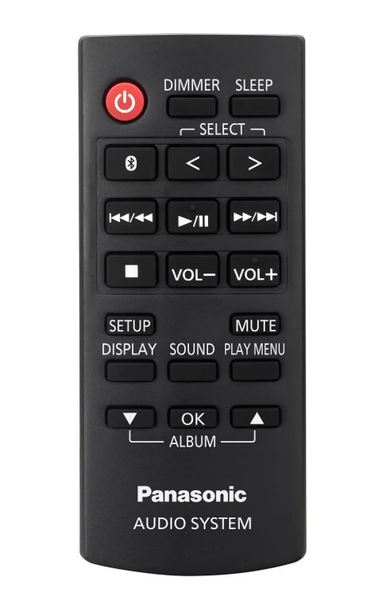 DIMMER SLEEP
SELECT
< >
VOL− VOL+
SETUP MUTE
DISPLAY SOUND PLAY MENU
OK
ALBUM
Panasonic
AUDIO SYSTEM